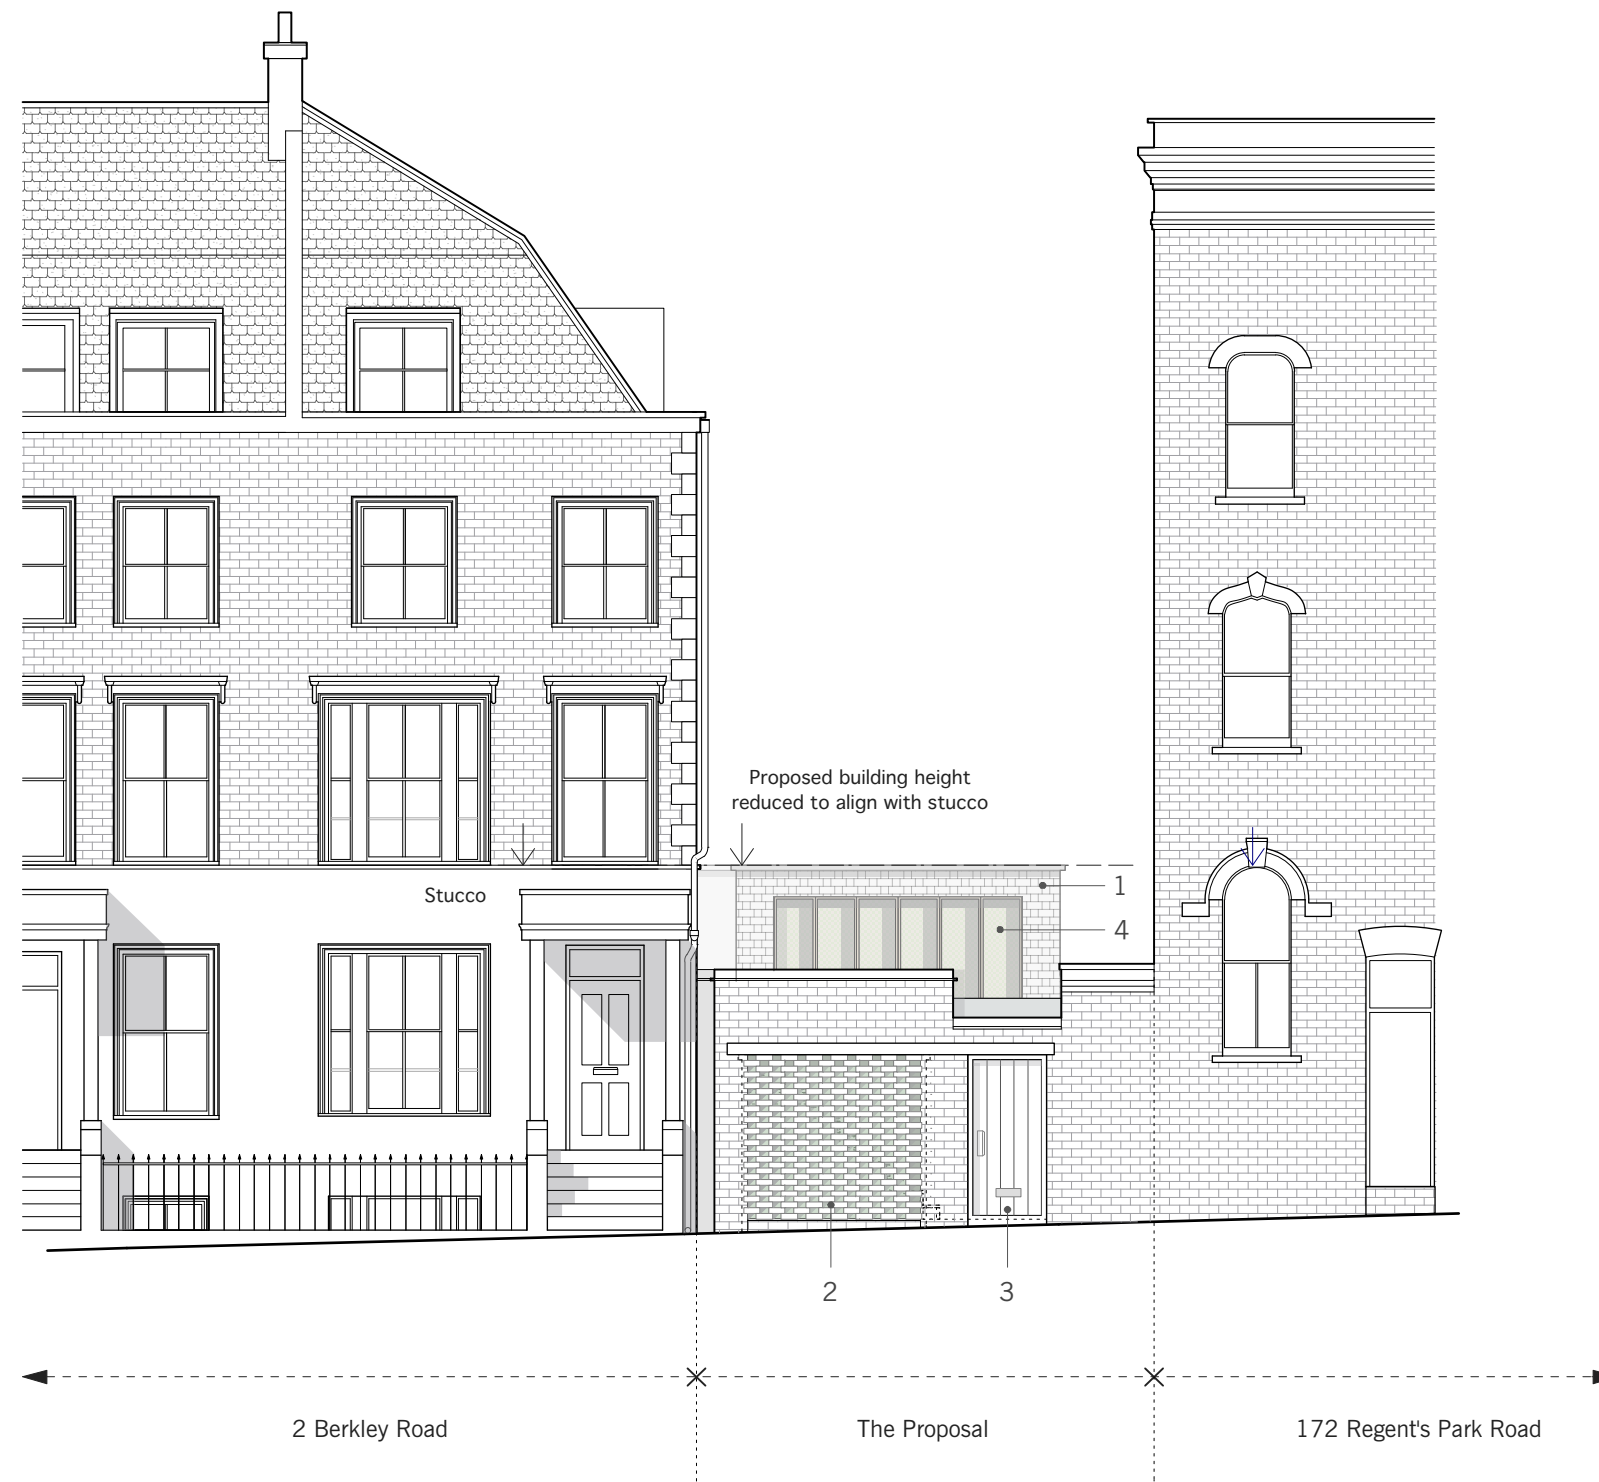 Proposed building height
reduced to align with stucco
Stucco
1
4
2
3
2 Berkley Road
The Proposal
172 Regent's Park Road